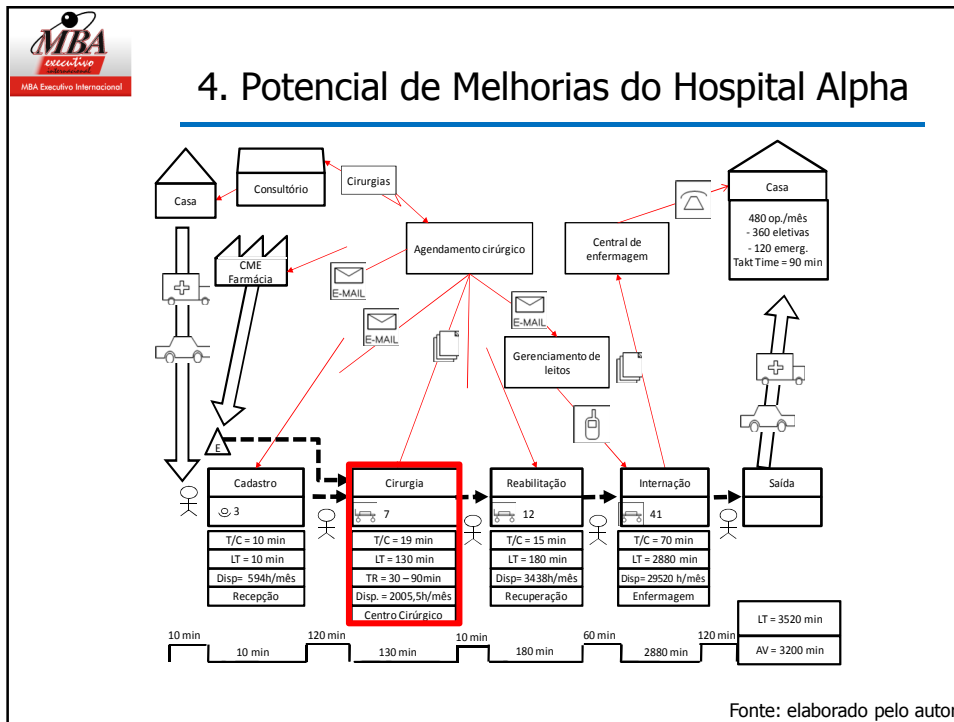 MBA
executivo
internacional
MBA Executivo Internacional
4. Potencial de Melhorias do Hospital Alpha
Casa
Consultório
Cirurgias
Agendamento cirúrgico
Central de
enfermagem
Casa
480 op./mês
- 360 eletivas
- 120 emerg.
Takt Time = 90 min
CME
Farmácia
E-MAIL
E-MAIL
E-MAIL
Gerenciamento de
leitos
E
Cadastro
3
T/C = 10 min
LT = 10 min
Disp= 594h/mês
Recepção
Cirurgia
7
T/C = 19 min
LT = 130 min
TR = 30 – 90min
Disp. = 2005,5h/mês
Centro Cirúrgico
Reabilitação
12
T/C = 15 min
LT = 180 min
Disp= 3438h/mês
Recuperação
Internação
41
T/C = 70 min
LT = 2880 min
Disp= 29520 h/mês
Enfermagem
Saída
10 min
10 min
120 min
130 min
10 min
180 min
60 min
2880 min
120 min
LT = 3520 min
AV = 3200 min
Fonte: elaborado pelo autor